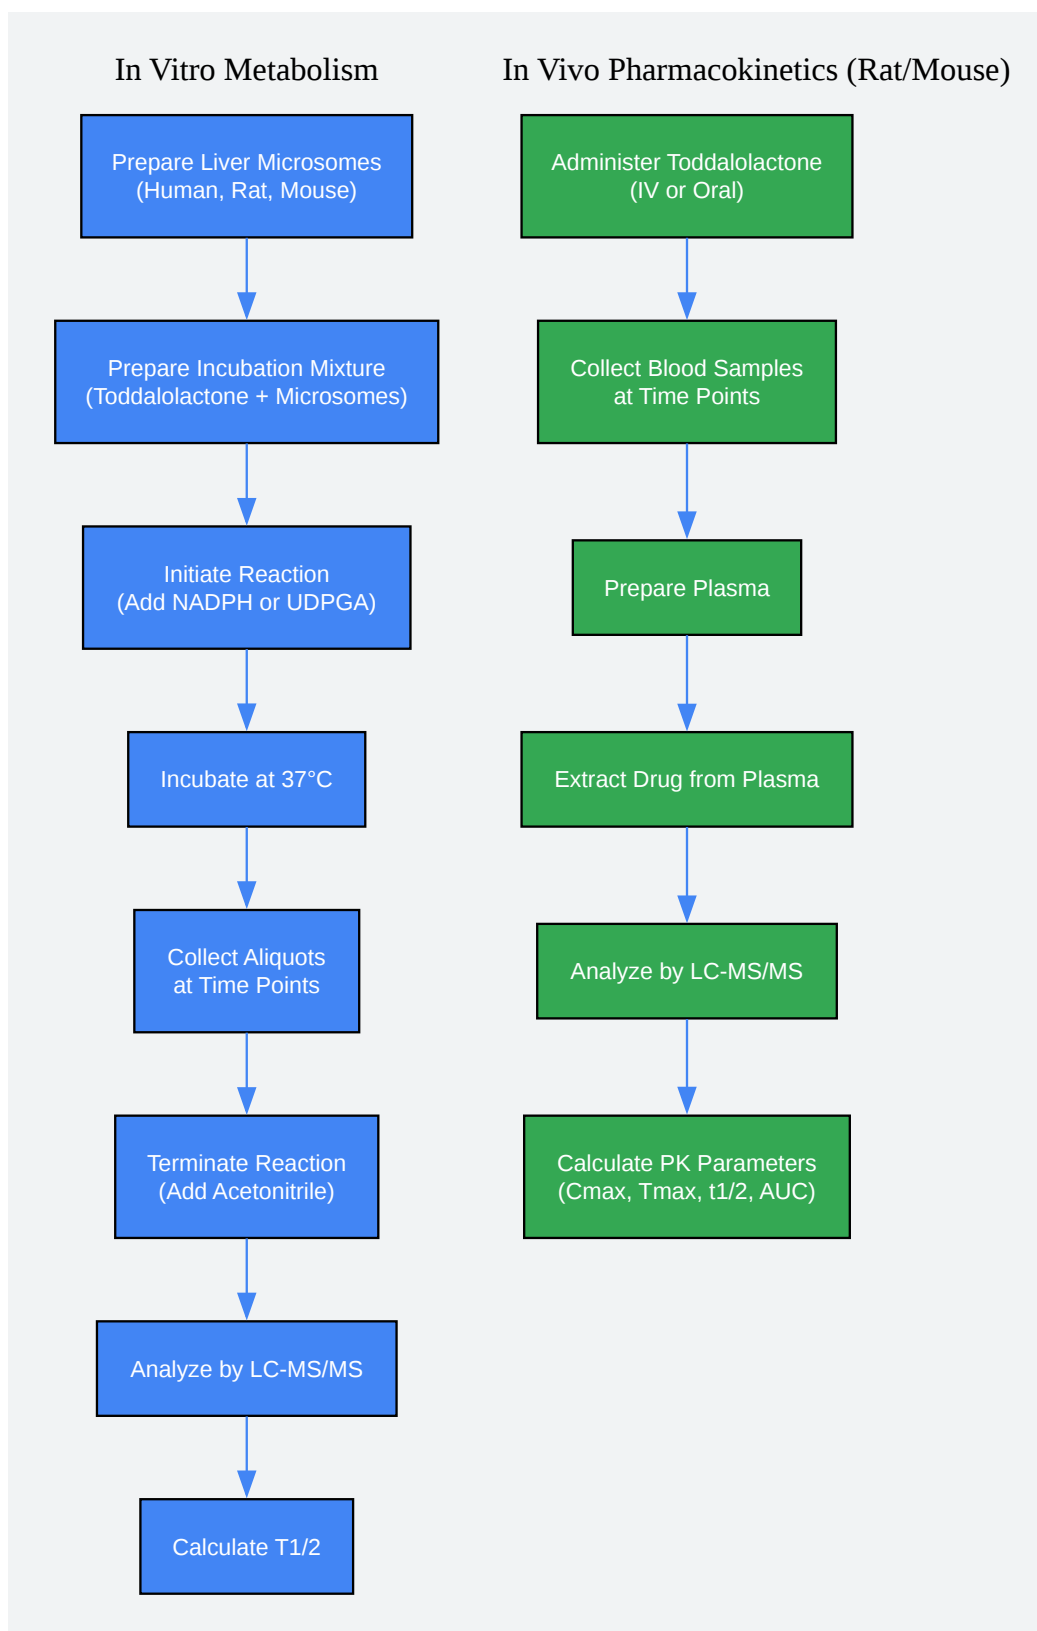 In Vitro Metabolism
Prepare Liver Microsomes
(Human, Rat, Mouse)
Prepare Incubation Mixture
(Toddalolactone + Microsomes)
Initiate Reaction
(Add NADPH or UDPGA)
Incubate at 37°C
Collect Aliquots
at Time Points
Terminate Reaction
(Add Acetonitrile)
Analyze by LC-MS/MS
Calculate T1/2
In Vivo Pharmacokinetics (Rat/Mouse)
Administer Toddalolactone
(IV or Oral)
Collect Blood Samples
at Time Points
Prepare Plasma
Extract Drug from Plasma
Analyze by LC-MS/MS
Calculate PK Parameters
(Cmax, Tmax, t1/2, AUC)